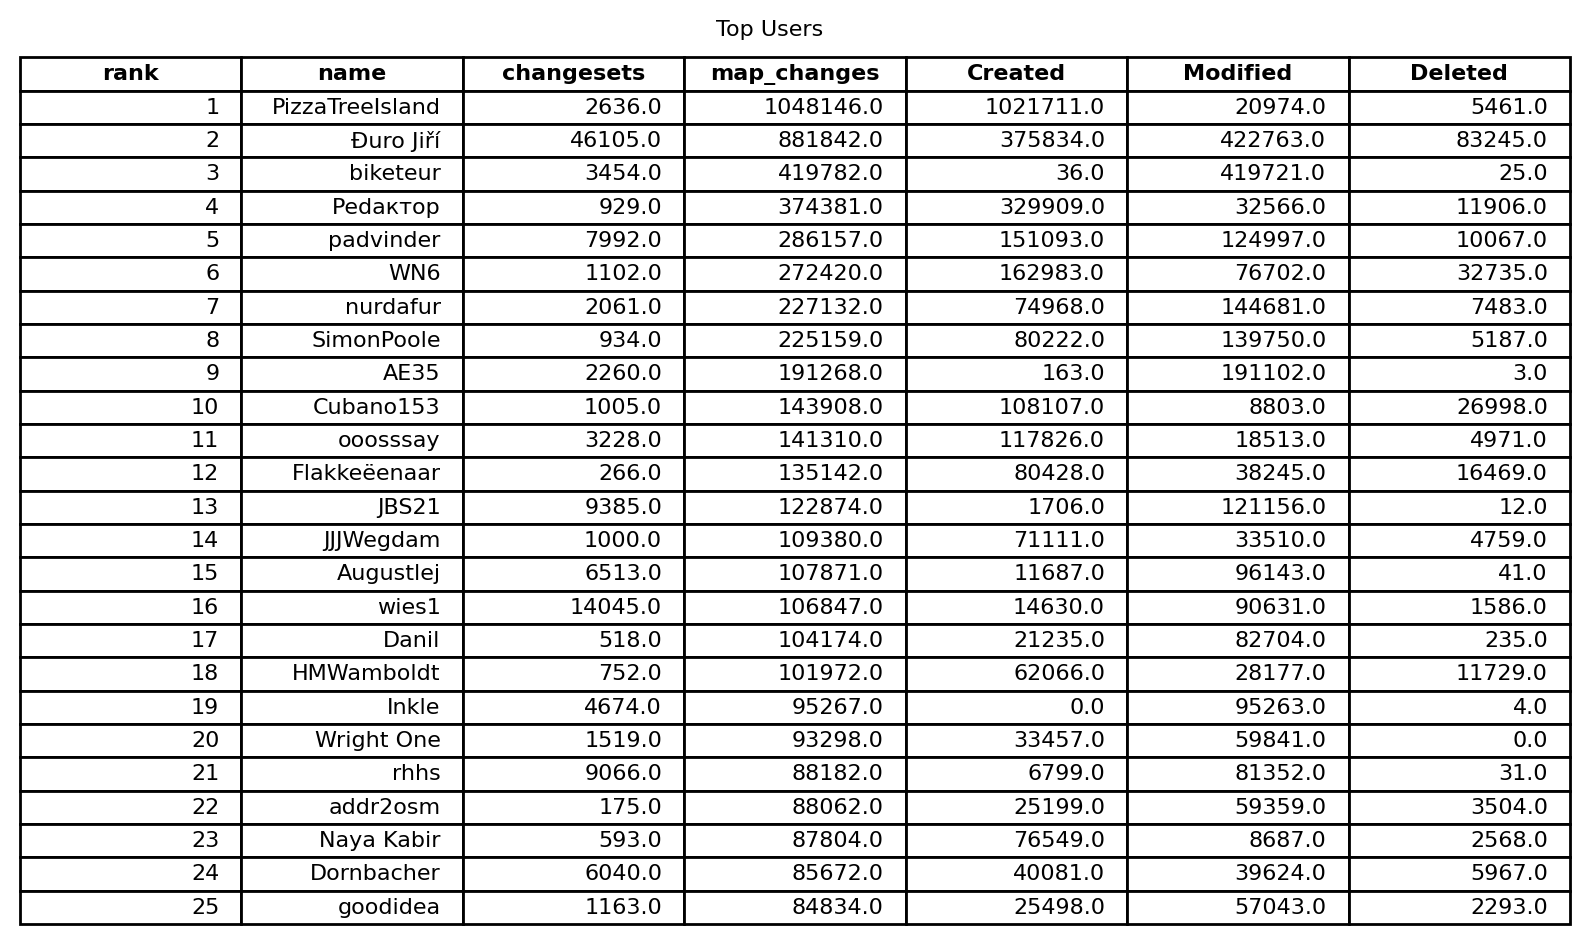 Top Users
rank name changesets map_changes Created Modified Deleted
1 PizzaTreeIsland 2636.0 1048146.0 1021711.0 20974.0 5461.0
2 Đuro Jiří 46105.0 881842.0 375834.0 422763.0 83245.0
3 biketeur 3454.0 419782.0 36.0 419721.0 25.0
4 Редактор 929.0 374381.0 329909.0 32566.0 11906.0
5 padvinder 7992.0 286157.0 151093.0 124997.0 10067.0
6 WN6 1102.0 272420.0 162983.0 76702.0 32735.0
7 nurdafur 2061.0 227132.0 74968.0 144681.0 7483.0
8 SimonPoole 934.0 225159.0 80222.0 139750.0 5187.0
9 AE35 2260.0 191268.0 163.0 191102.0 3.0
10 Cubano153 1005.0 143908.0 108107.0 8803.0 26998.0
11 ooosssay 3228.0 141310.0 117826.0 18513.0 4971.0
12 Flakkeëenaar 266.0 135142.0 80428.0 38245.0 16469.0
13 JBS21 9385.0 122874.0 1706.0 121156.0 12.0
14 JJJWegdam 1000.0 109380.0 71111.0 33510.0 4759.0
15 Augustlej 6513.0 107871.0 11687.0 96143.0 41.0
16 wies1 14045.0 106847.0 14630.0 90631.0 1586.0
17 Danil 518.0 104174.0 21235.0 82704.0 235.0
18 HMWamboldt 752.0 101972.0 62066.0 28177.0 11729.0
19 Inkle 4674.0 95267.0 0.0 95263.0 4.0
20 Wright One 1519.0 93298.0 33457.0 59841.0 0.0
21 rhhs 9066.0 88182.0 6799.0 81352.0 31.0
22 addr2osm 175.0 88062.0 25199.0 59359.0 3504.0
23 Naya Kabir 593.0 87804.0 76549.0 8687.0 2568.0
24 Dornbacher 6040.0 85672.0 40081.0 39624.0 5967.0
25 goodidea 1163.0 84834.0 25498.0 57043.0 2293.0